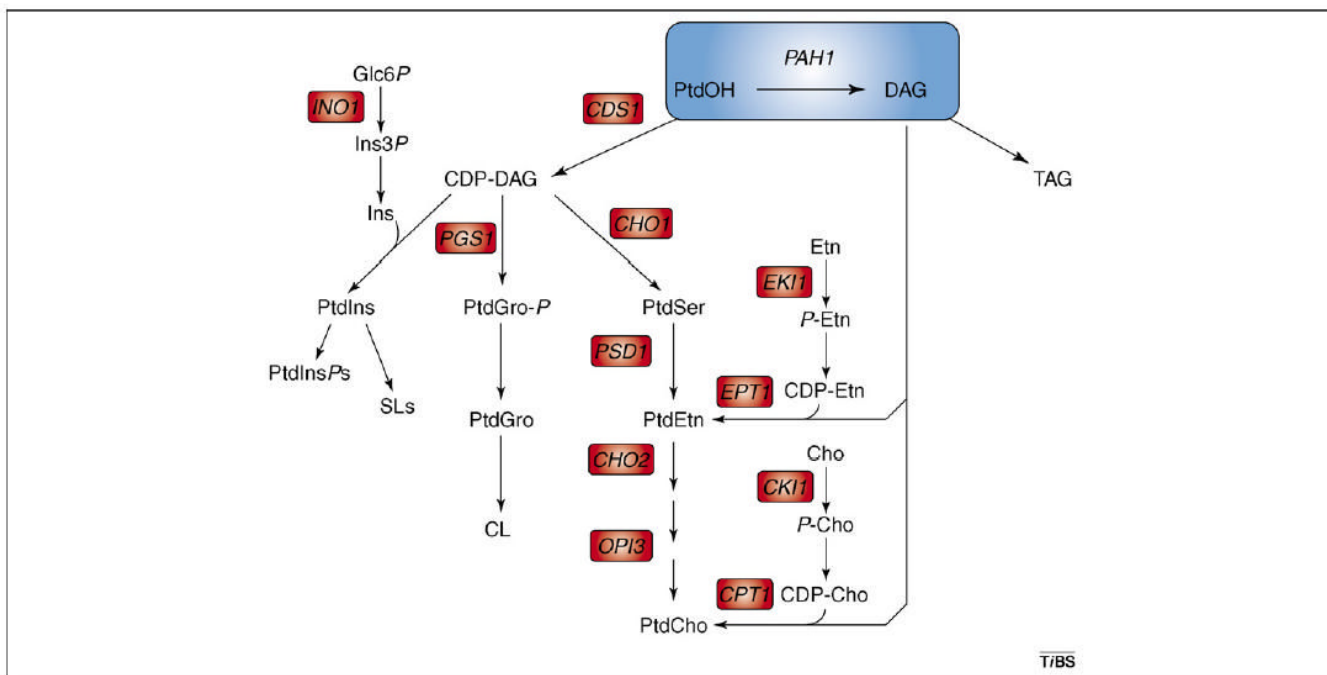 PAH1
PtdOH DAG
Glc6P
INO1
CDS1
Ins3P
CDP-DAG
TAG
Ins
PGS1
CHO1
Etn
EKI1
PtdIns
PtdGro-P
PtdSer
P-Etn
PSD1
PtdInsPs
EPT1
CDP-Etn
SLs
PtdGro
PtdEtn
CHO2
Cho
CKI1
CL
P-Cho
OPI3
CPT1
CDP-Cho
PtdCho
TiBS